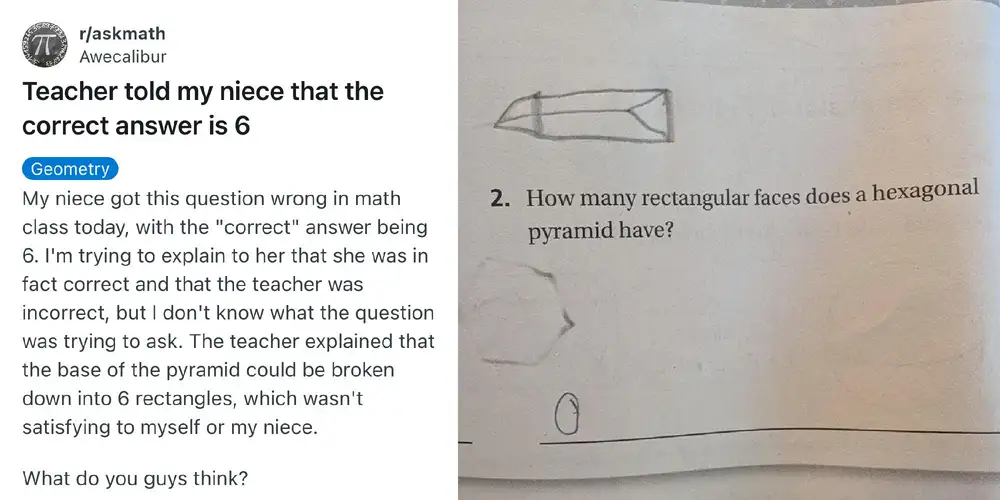 r/askmath
Awecalibur
Teacher told my niece that the
correct answer is 6
Geometry
My niece got this question wrong in math
class today, with the "correct" answer being
6. I'm trying to explain to her that she was in
fact correct and that the teacher was
incorrect, but I don't know what the question
was trying to ask. The teacher explained that
the base of the pyramid could be broken
down into 6 rectangles, which wasn't
satisfying to myself or my niece.
What do you guys think?
2. How many rectangular faces does a hexagonal
pyramid have?
0